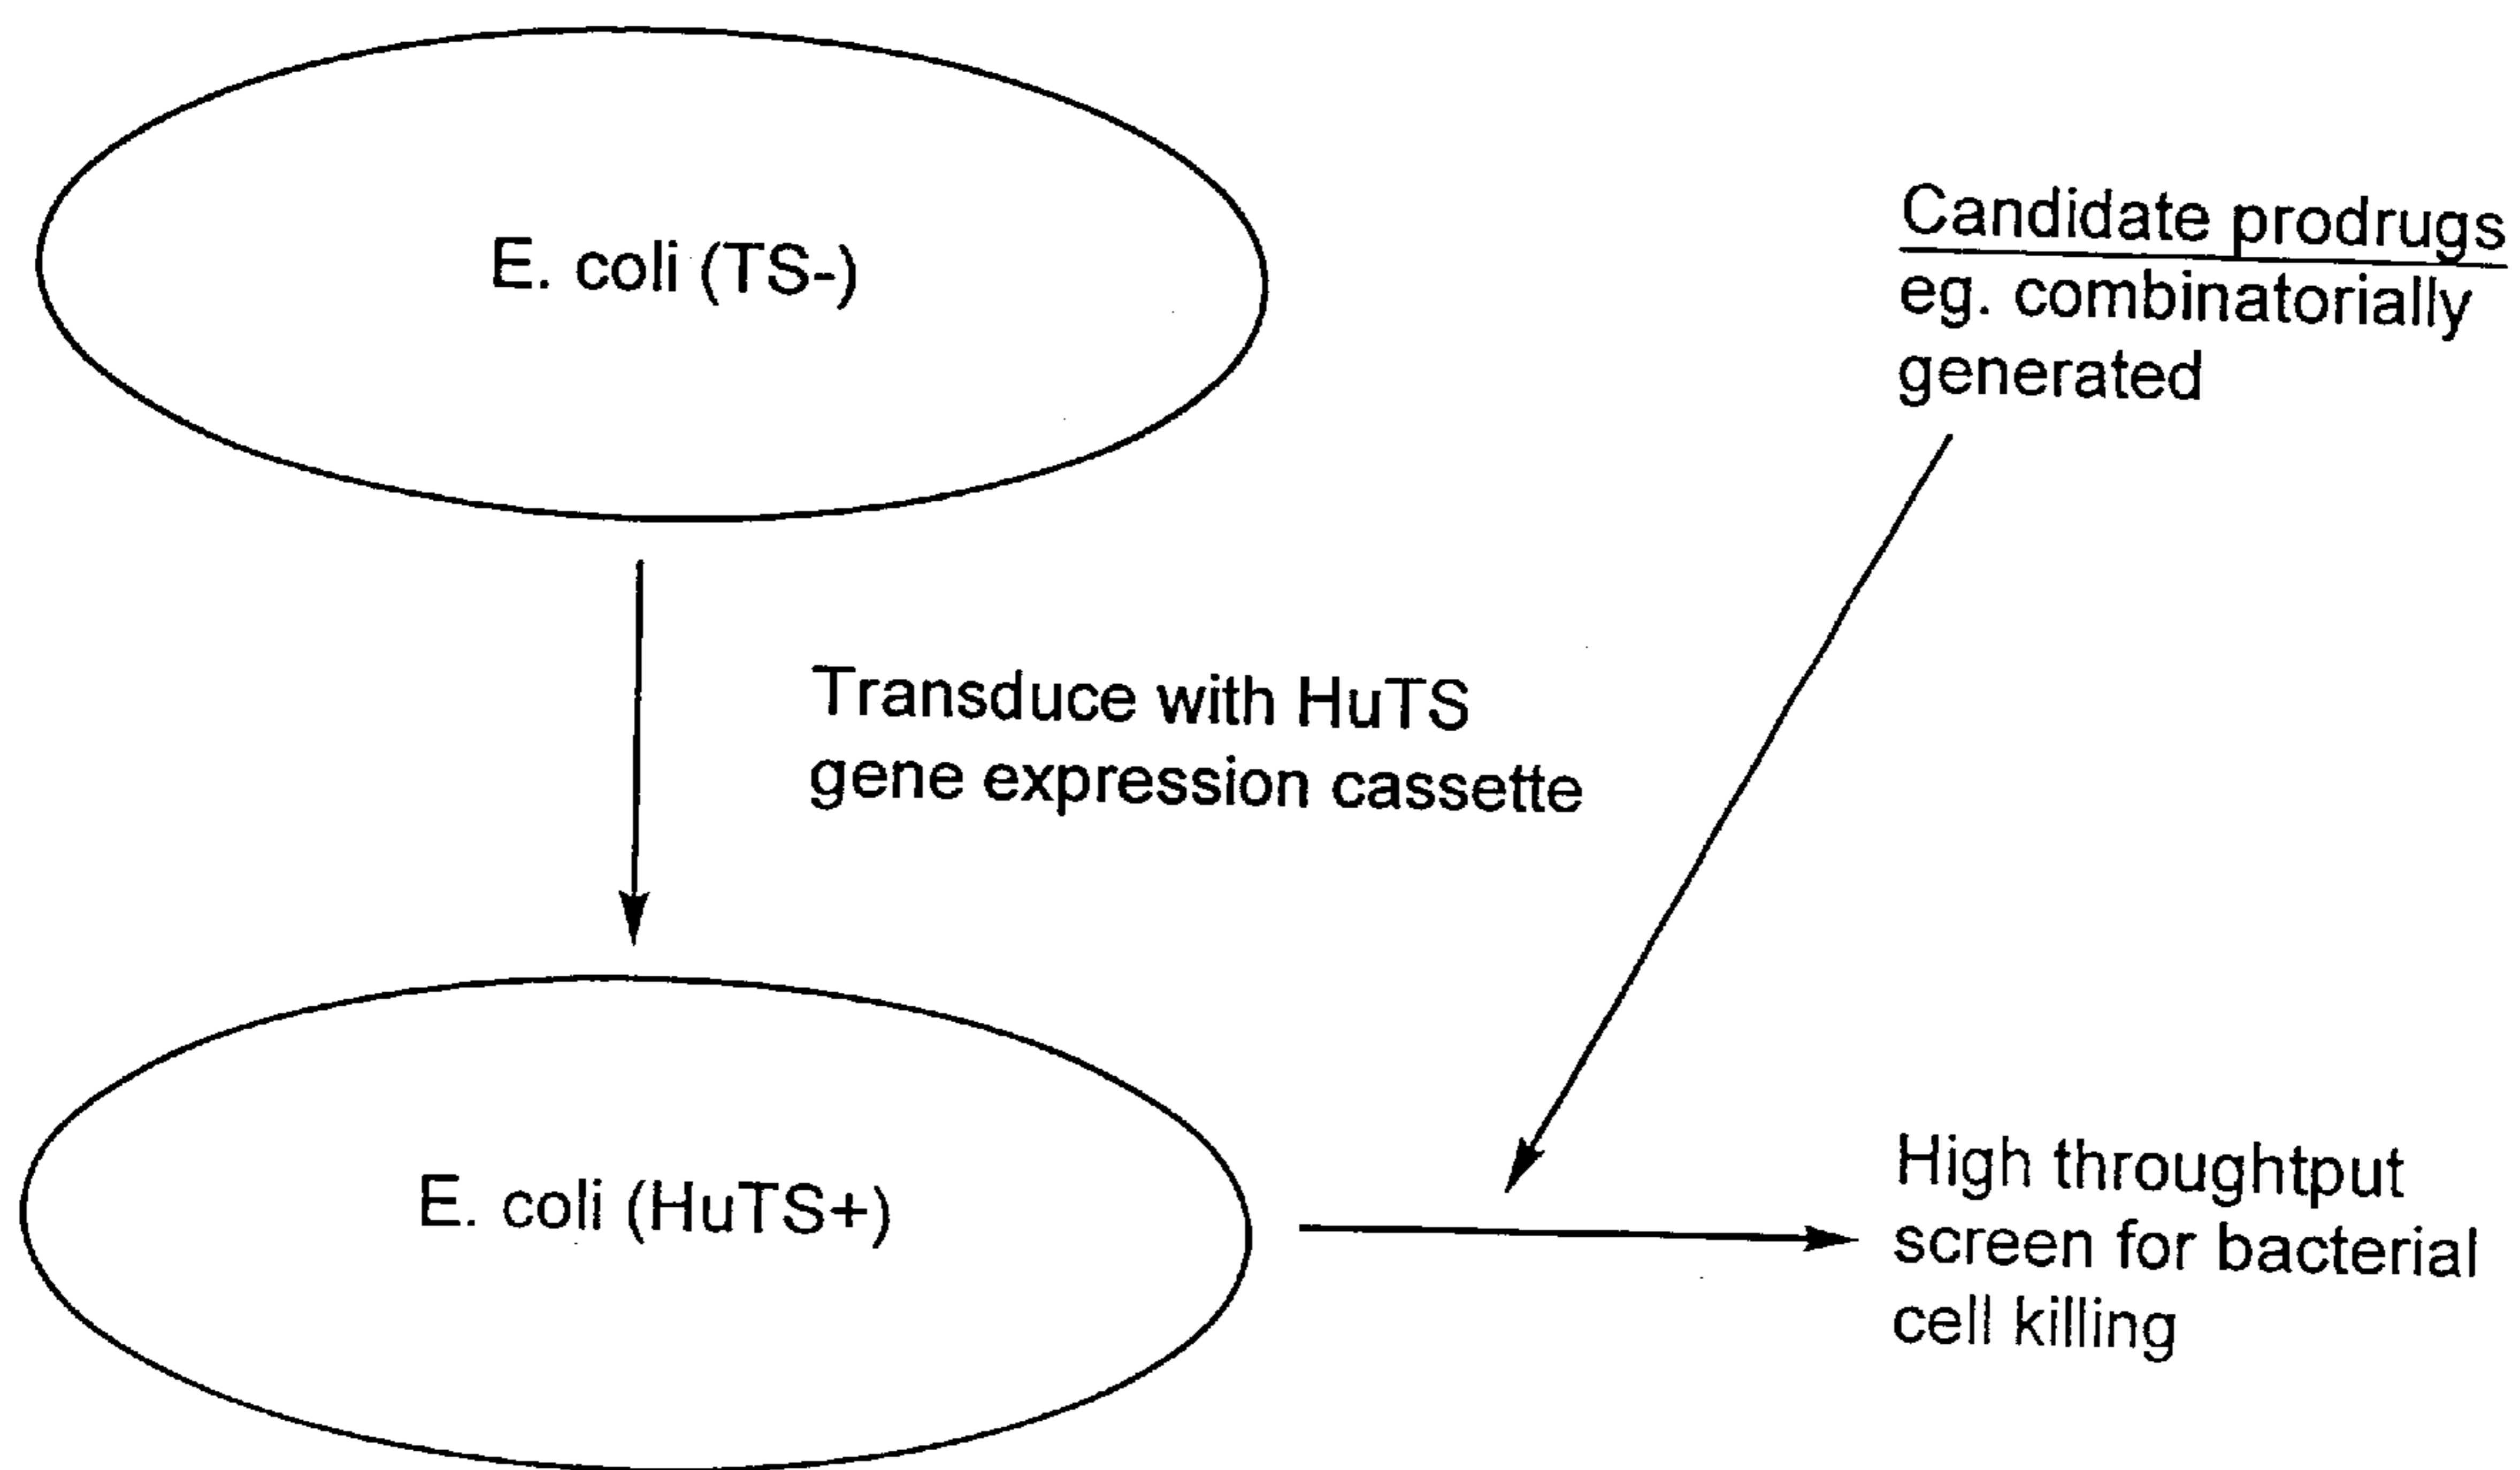 E. coli (TS-)
Candidate prodrugs
eg. combinatorially
generated
Transduce with HuTS
gene expression cassette
E. coli (HuTS+)
High throughtput
screen for bacterial
cell killing